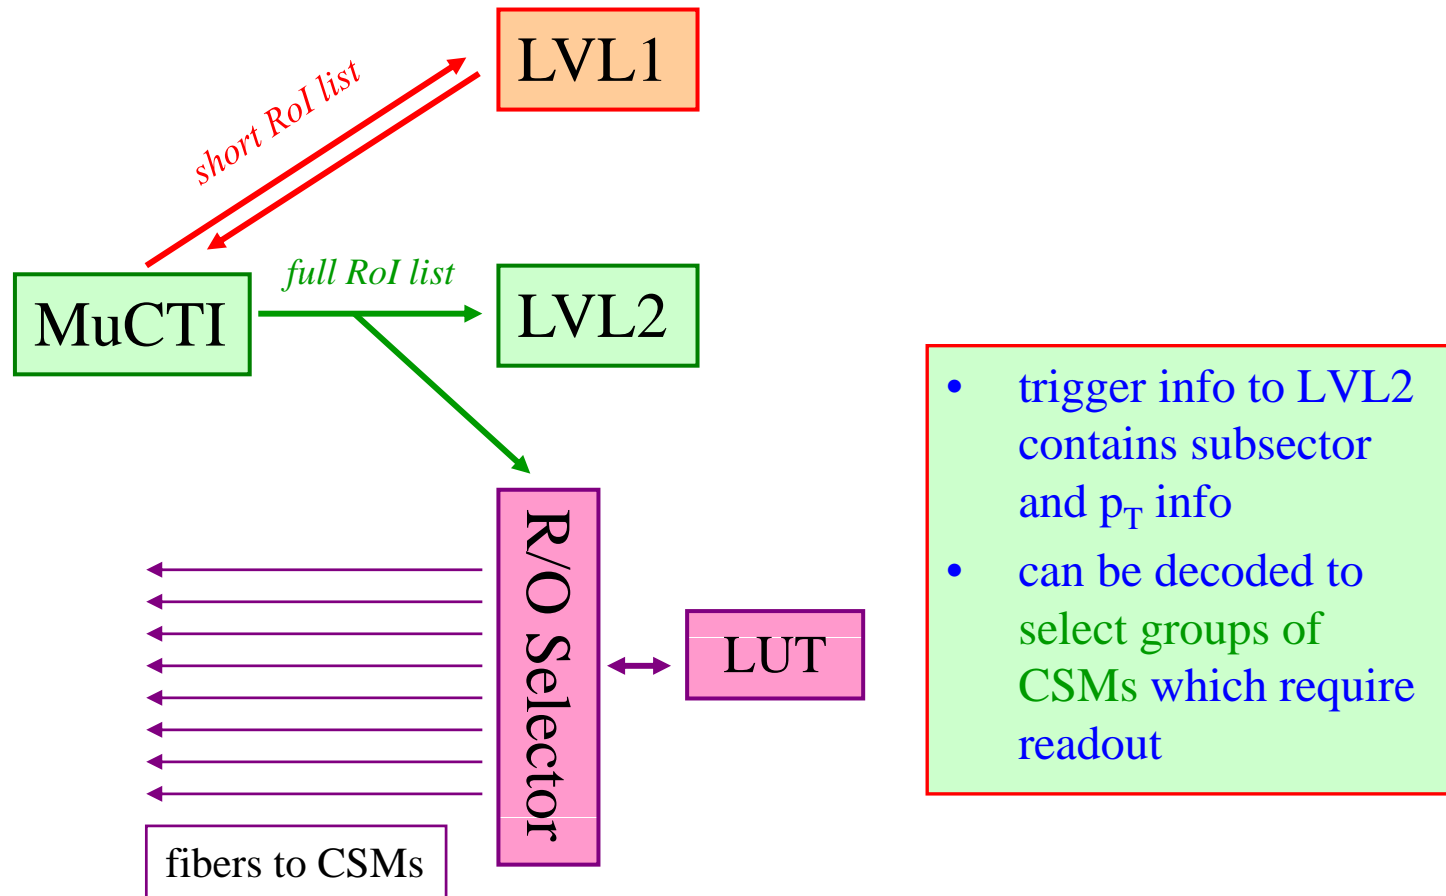 LVL1
short RoI list
full RoI list
MuCTI
LVL2
R/O Selector
LUT
fibers to CSMs
• trigger info to LVL2
contains subsector
and pT info
• can be decoded to
select groups of
CSMs which require
readout